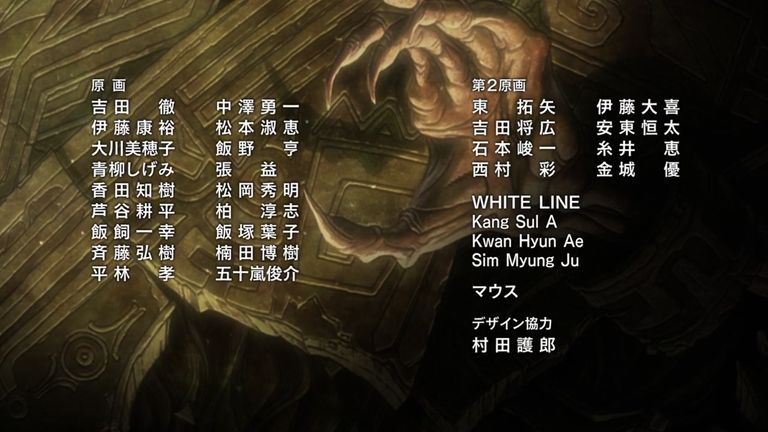 原画
吉田 徹 中澤勇一
伊藤康裕 松本淑恵
大川美穂子 飯野 亨
青柳しげみ 張 益
香田知樹 松岡秀明
芦谷耕平 柏 淳志
飯飼一幸 飯塚葉子
斉藤弘樹 楠田博樹
平林 孝 五十嵐俊介
第2原画
東 拓矢 伊藤大喜
吉田将広 安東恒太
石本峻一 糸井 恵
西村 彩 金城 優
WHITE LINE
Kang Sul A
Kwan Hyun Ae
Sim Myung Ju
マウス
デザイン協力
村田護郎